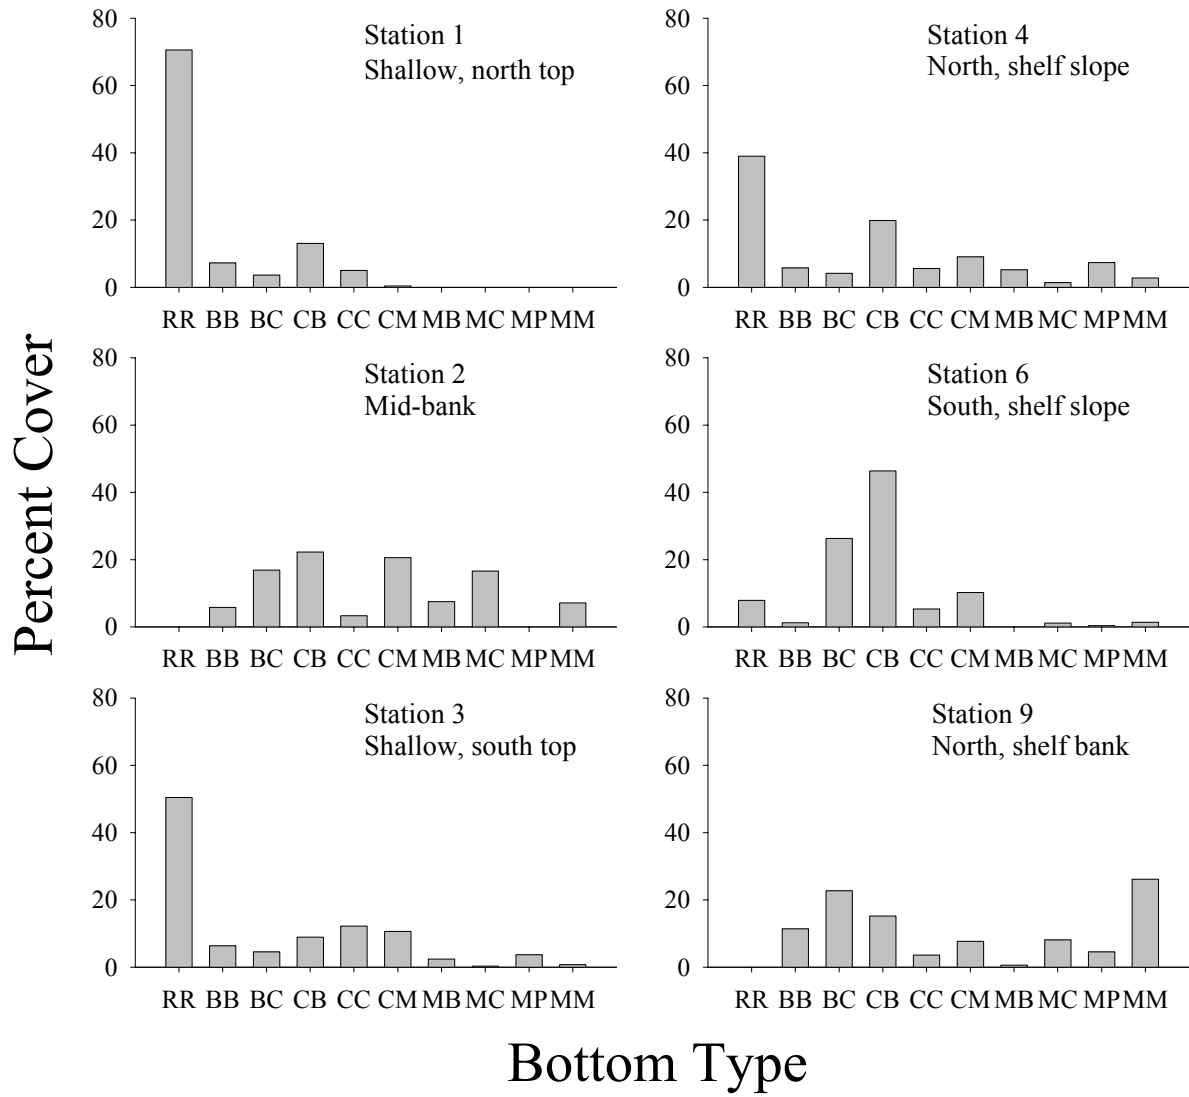 Percent Cover
80
60
40
20
0
Station 1
Shallow, north top
RR BB BC CB CC CM MB MC MP MM
80
60
40
20
0
Station 4
North, shelf slope
RR BB BC CB CC CM MB MC MP MM
80
60
40
20
0
Station 2
Mid-bank
RR BB BC CB CC CM MB MC MP MM
80
60
40
20
0
Station 6
South, shelf slope
RR BB BC CB CC CM MB MC MP MM
80
60
40
20
0
Station 3
Shallow, south top
RR BB BC CB CC CM MB MC MP MM
80
60
40
20
0
Station 9
North, shelf bank
RR BB BC CB CC CM MB MC MP MM
Bottom Type